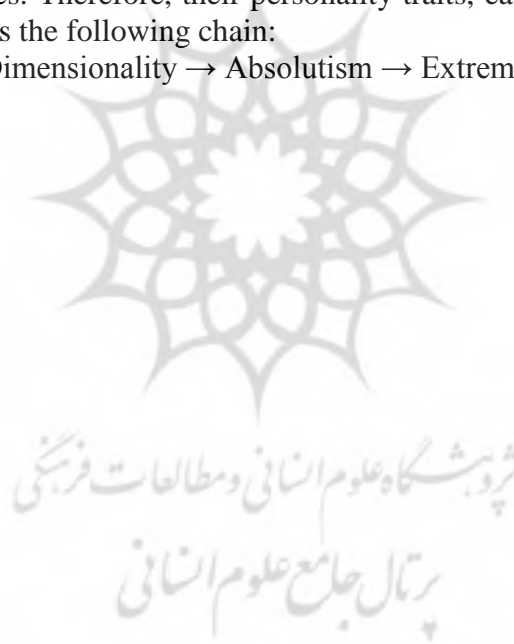 es. Therefore, their personality traits, ca
s the following chain:
Dimensionality → Absolutism → Extrem
پژوهشگاه علوم انسانی و مطالعات فرهنگی
پرتال جامع علوم انسانی